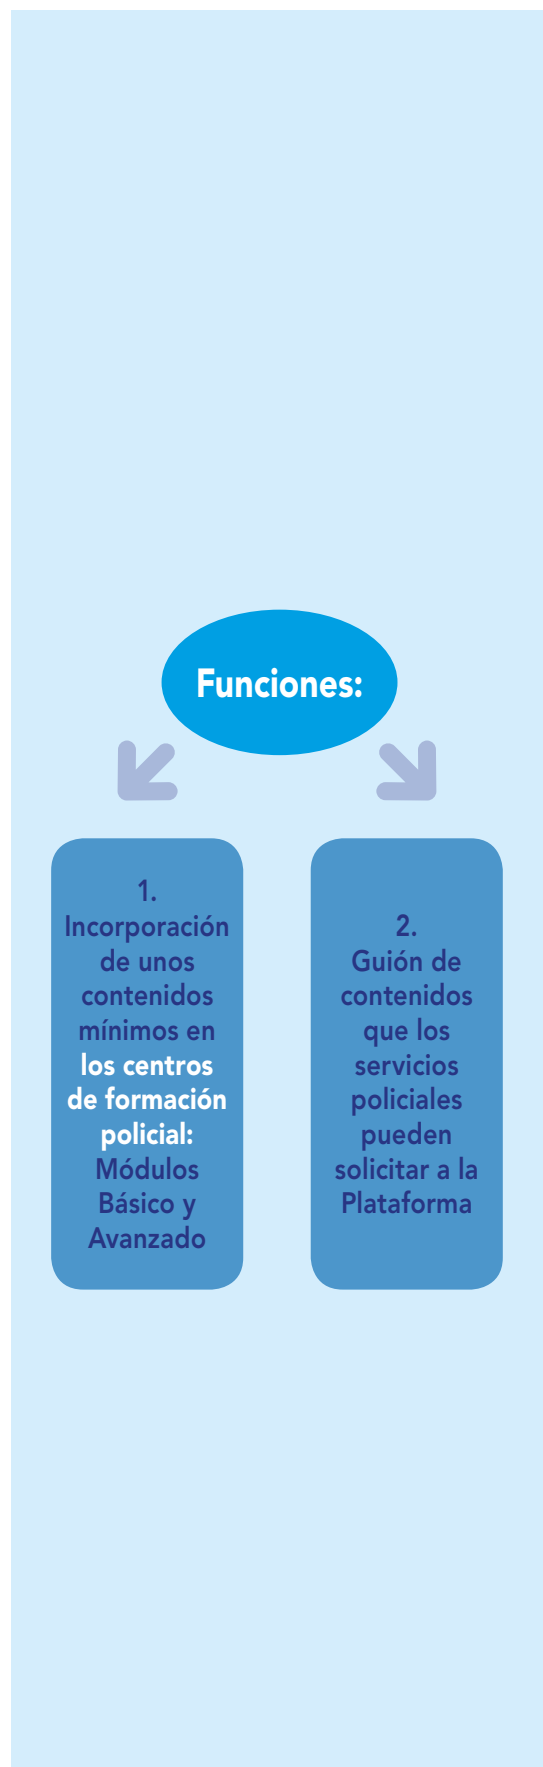 Funciones:
1.
Incorporación
de unos
contenidos
mínimos en
los centros
de formación
policial:
Módulos
Básico y
Avanzado
2.
Guión de
contenidos
que los
servicios
policiales
pueden
solicitar a la
Plataforma